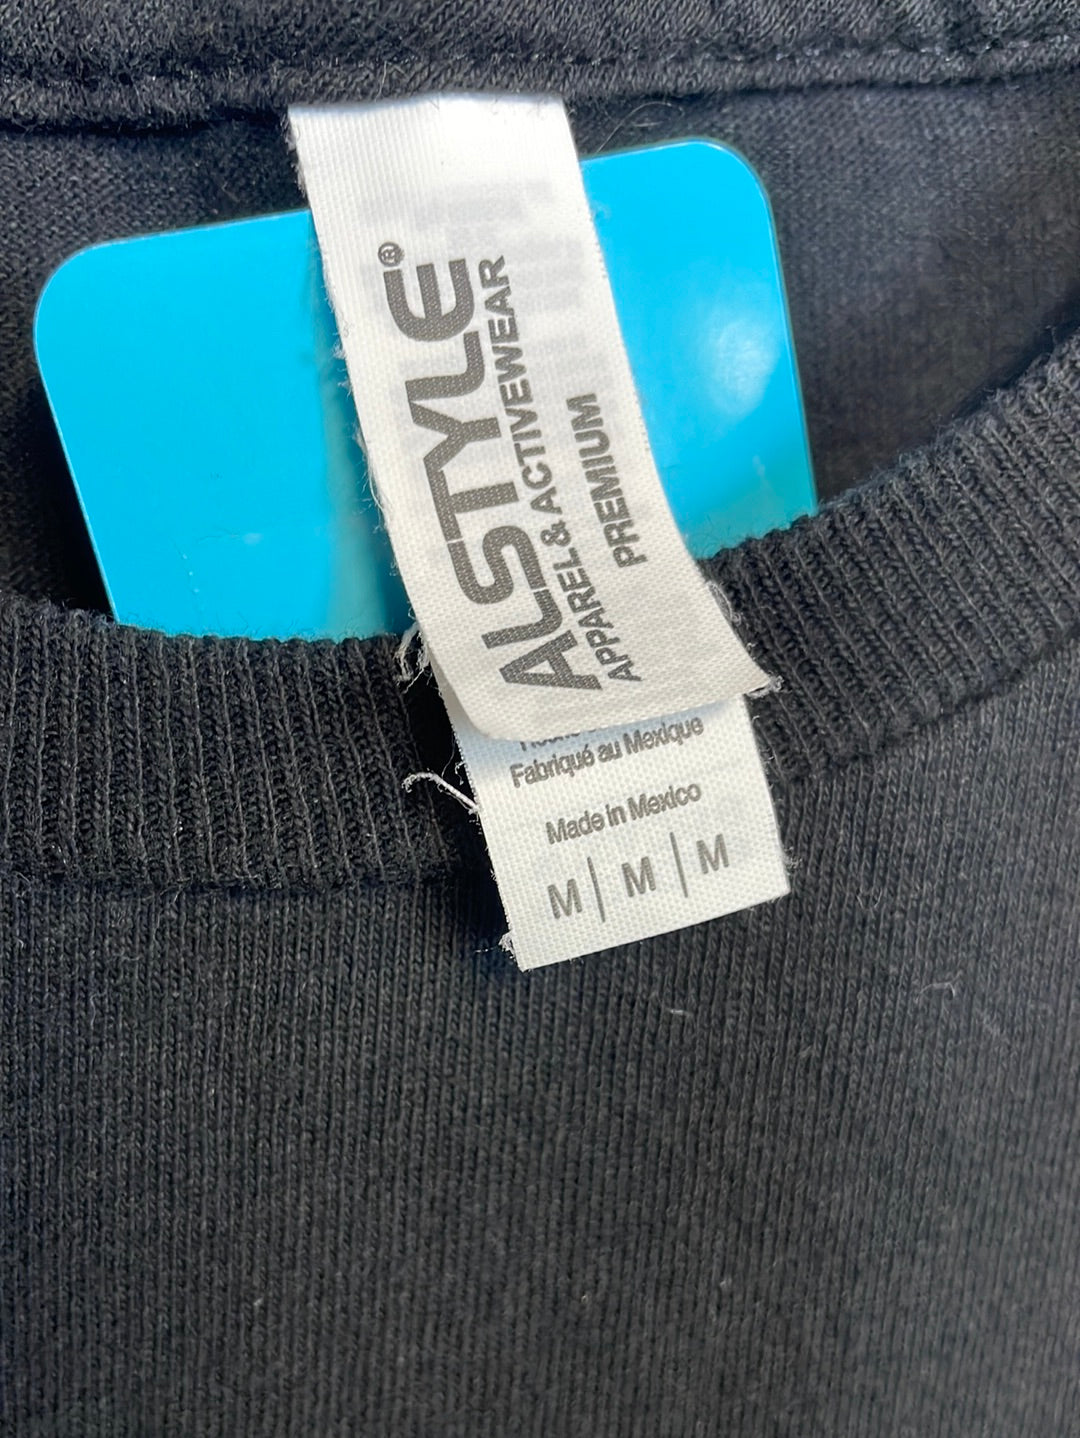 ALSTYLE®
APPAREL & ACTIVEWEAR
PREMIUM
Fabriqué au Mexique
Made in Mexico
M | M | M